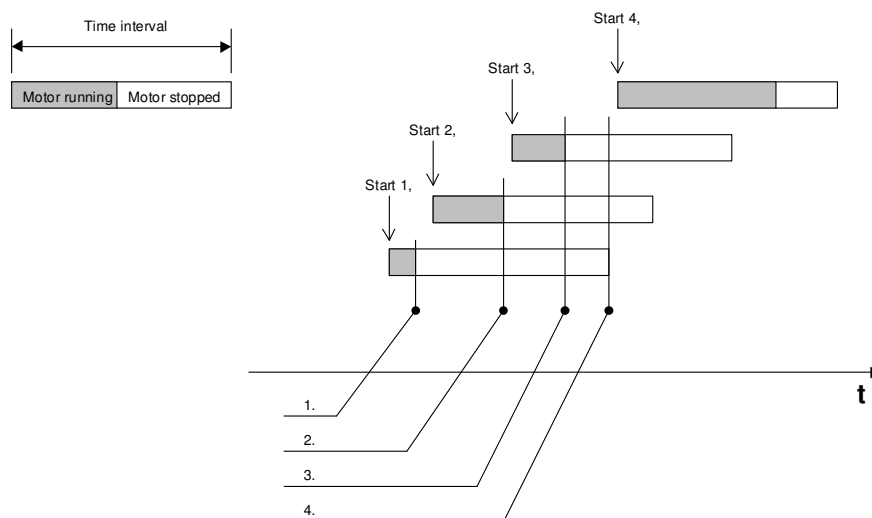 Time interval
Motor running
Motor stopped
Start 4,
Start 3,
Start 2,
Start 1,
t
1.
2.
3.
4.